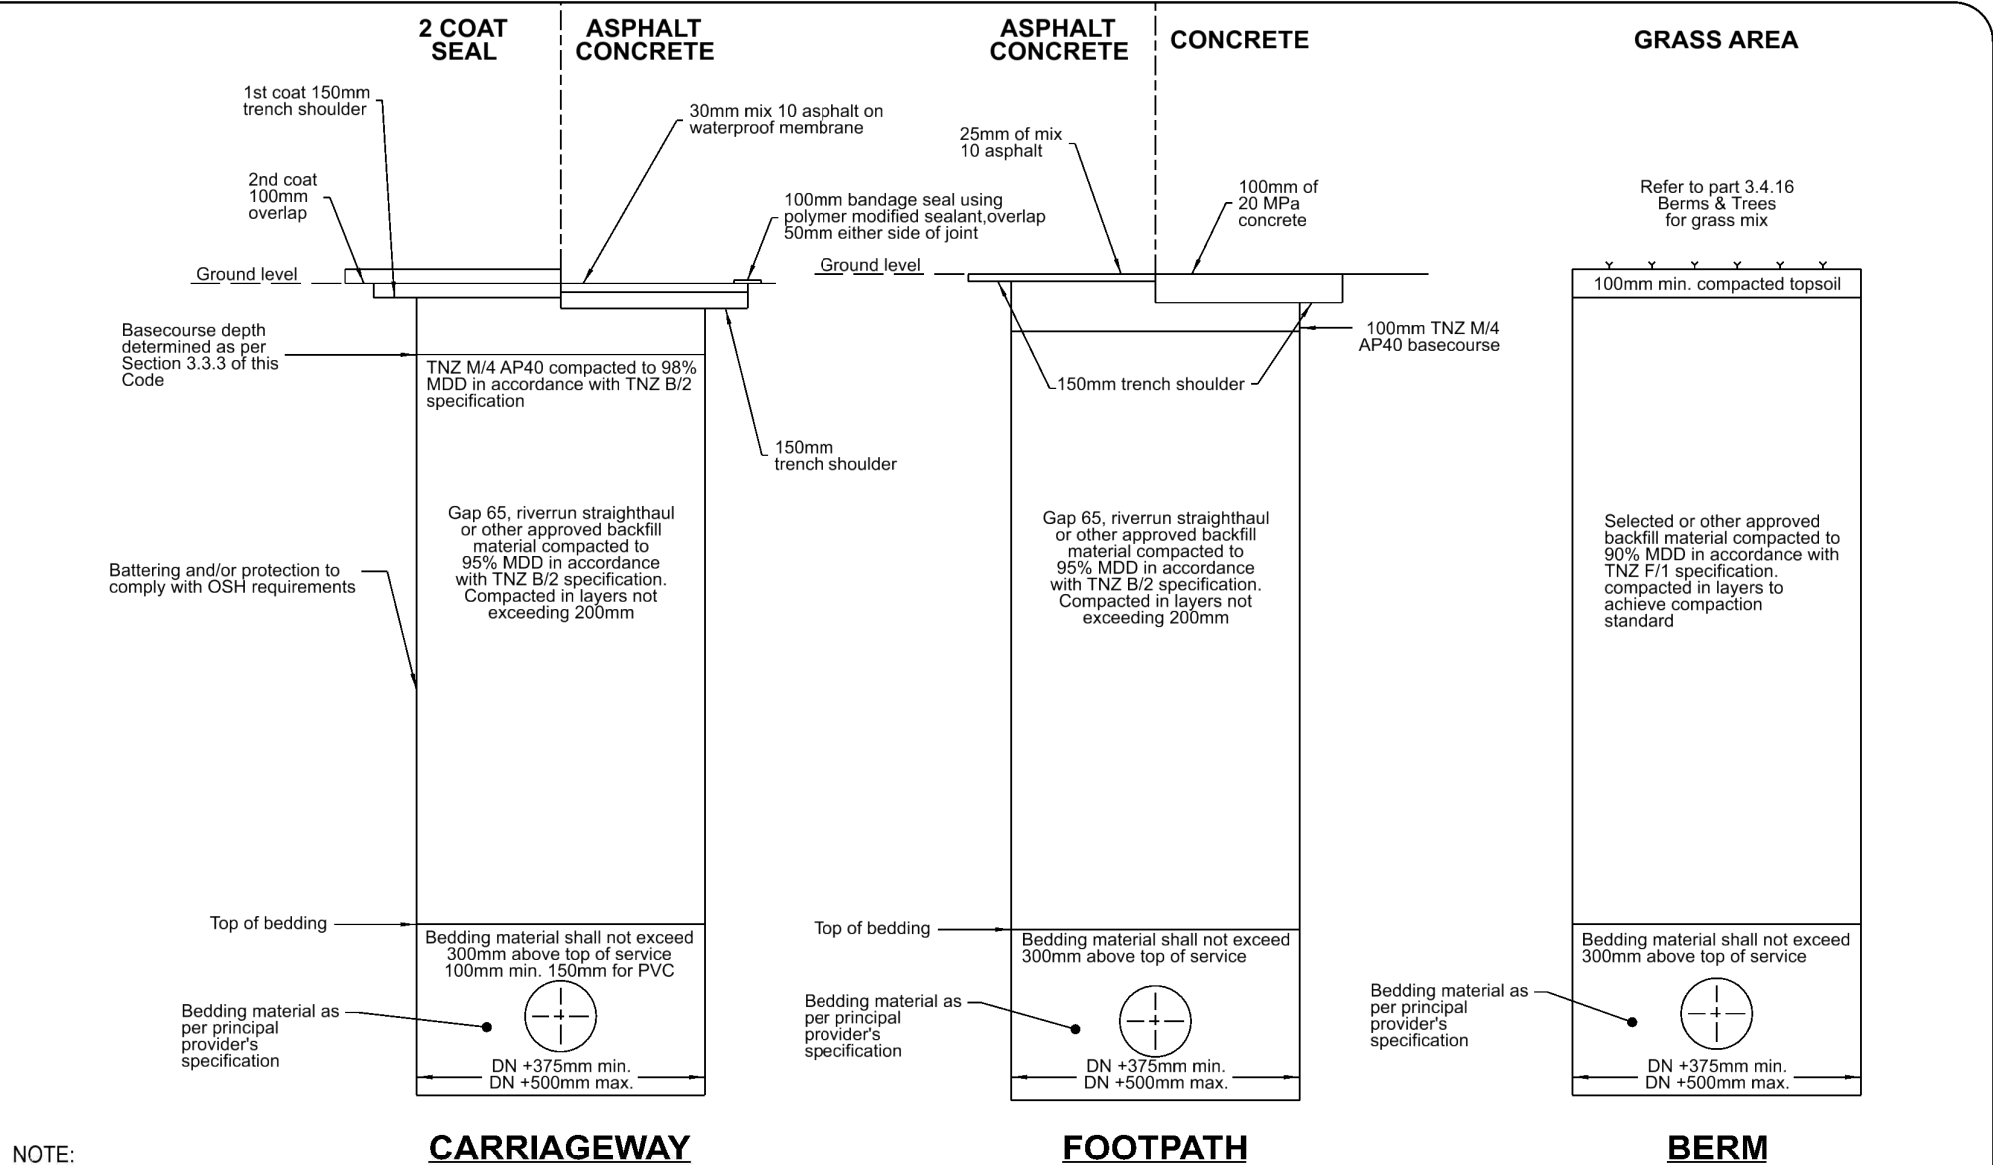 2 COAT
SEAL
ASPHALT
CONCRETE
ASPHALT
CONCRETE
CONCRETE
GRASS AREA
1st coat 150mm
trench shoulder
30mm mix 10 asphalt on
waterproof membrane
2nd coat
100mm
overlap
100mm bandage seal using
polymer modified sealant,overlap
50mm either side of joint
Ground level
Basecourse depth
determined as per
Section 3.3.3 of this
Code
TNZ M/4 AP40 compacted to 98%
MDD in accordance with TNZ B/2
specification
150mm
trench shoulder
Gap 65, riverrun straighthaul
or other approved backfill
material compacted to
95% MDD in accordance
with TNZ B/2 specification.
Compacted in layers not
exceeding 200mm
Battering and/or protection to
comply with OSH requirements
Top of bedding
Bedding material shall not exceed
300mm above top of service
100mm min. 150mm for PVC
Bedding material as
per principal
provider's
specification
DN +375mm min.
DN +500mm max.
CARRIAGEWAY
25mm of mix
10 asphalt
100mm of
20 MPa
concrete
Ground level
100mm TNZ M/4
AP40 basecourse
150mm trench shoulder
Gap 65, riverrun straighthaul
or other approved backfill
material compacted to
95% MDD in accordance
with TNZ B/2 specification.
Compacted in layers not
exceeding 200mm
Top of bedding
Bedding material shall not exceed
300mm above top of service
Bedding material as
per principal
provider's
specification
DN +375mm min.
DN +500mm max.
FOOTPATH
Refer to part 3.4.16
Berms & Trees
for grass mix
100mm min. compacted topsoil
Selected or other approved
backfill material compacted to
90% MDD in accordance with
TNZ F/1 specification.
compacted in layers to
achieve compaction
standard
Bedding material shall not exceed
300mm above top of service
Bedding material as
per principal
provider's
specification
DN +375mm min.
DN +500mm max.
BERM
NOTE: